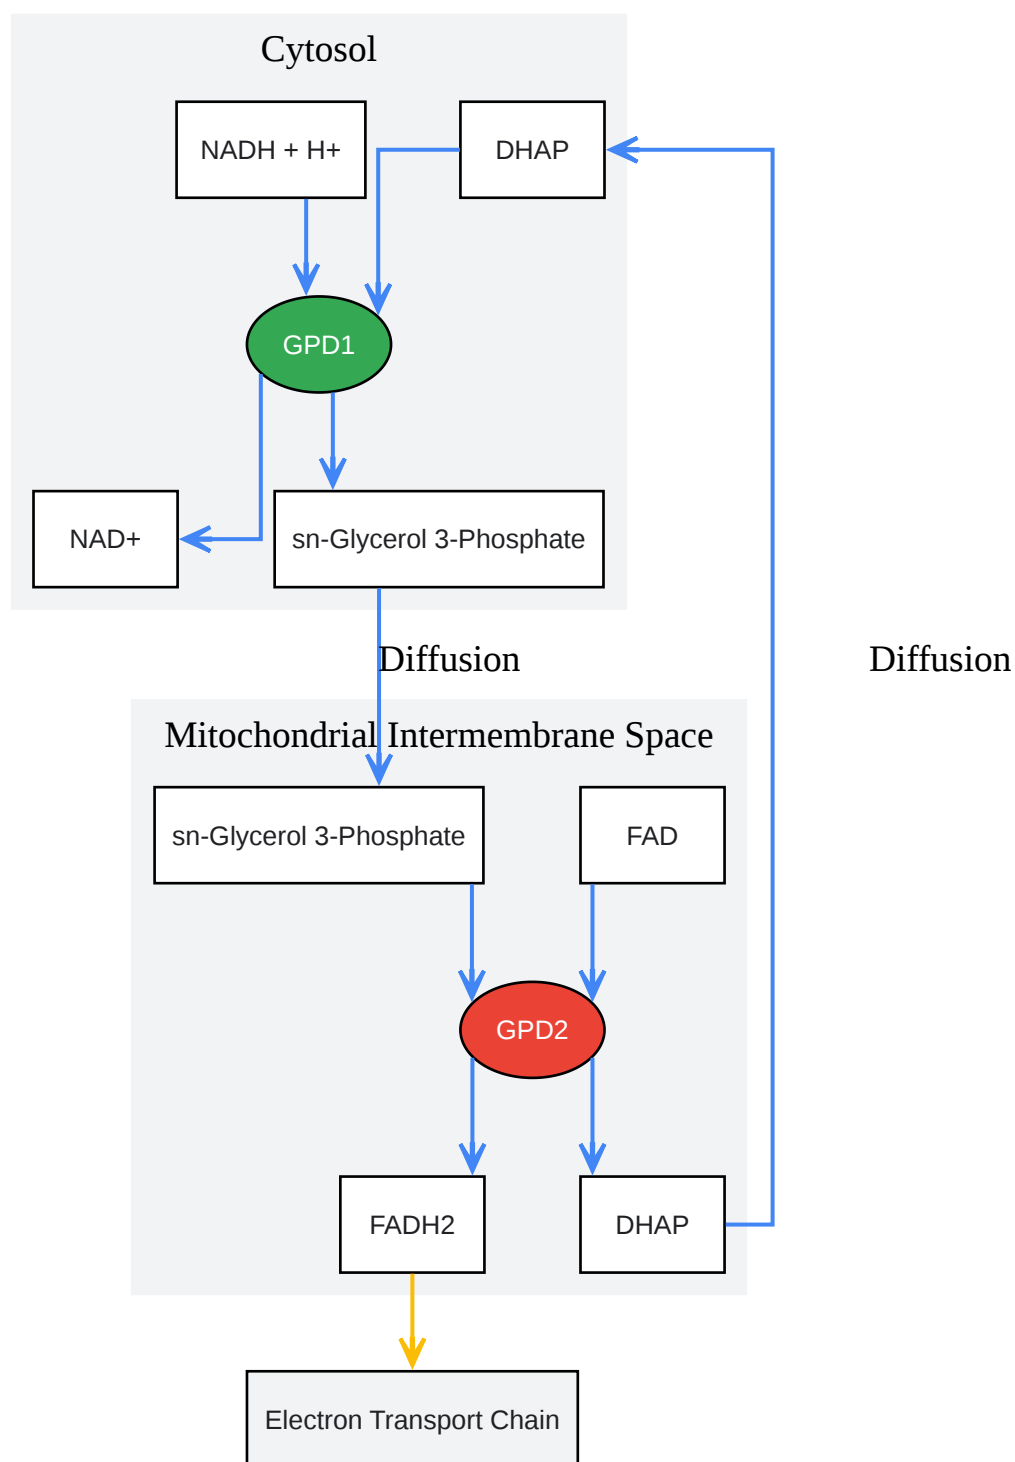 Cytosol
NADH + H+
DHAP
GPD1
NAD+
sn-Glycerol 3-Phosphate
Diffusion
Diffusion
Mitochondrial Intermembrane Space
sn-Glycerol 3-Phosphate
FAD
GPD2
FADH2
DHAP
Electron Transport Chain